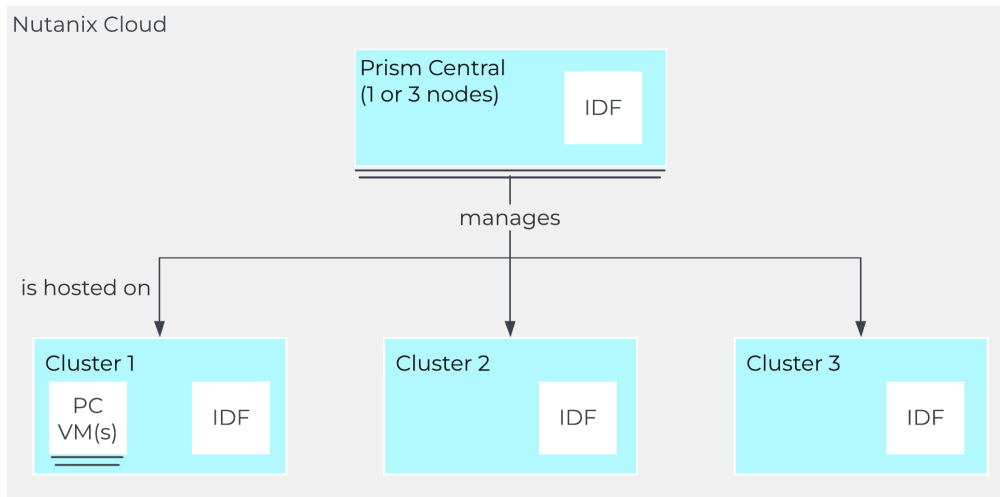 Nutanix Cloud
Prism Central
(1 or 3 nodes)
IDF
manages
is hosted on
Cluster 1
PC
VM(s)
IDF
Cluster 2
IDF
Cluster 3
IDF